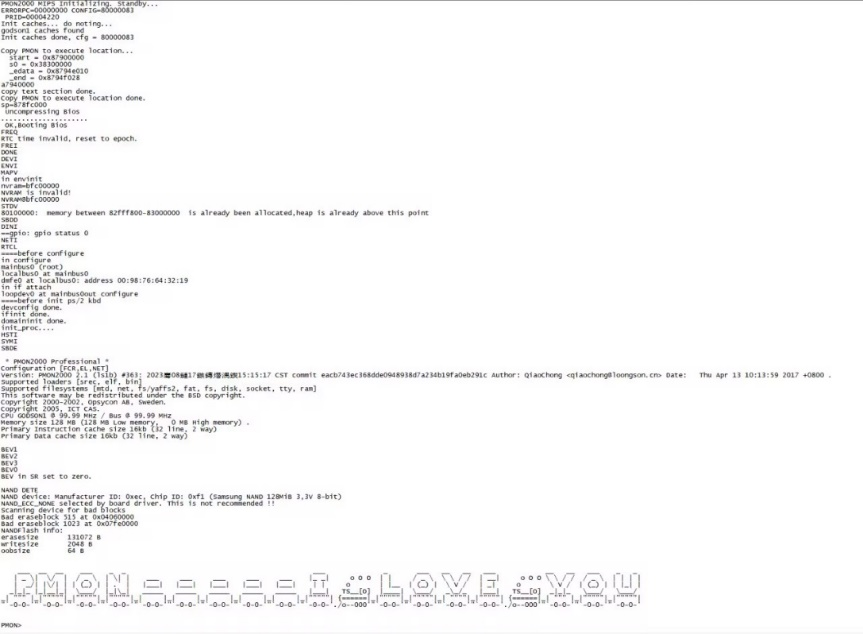 PMON2000 MIPS Initializing. Standby...
ERRORPC=00000000 CONFIG=80000083
PRID=00004220
Init caches... do noting...
godson1 caches found
Init caches done, cfg = 80000083
Copy PMON to execute location...
start = 0x87900000
s0 = 0x38300000
_edata = 0x8794e010
_end = 0x8794f028
a7940000
copy text section done.
Copy PMON to execute location done.
sp=878fc000
Uncompressing Bios
.....................
OK,Booting Bios
FREQ
RTC time invalid, reset to epoch.
FREI
DONE
DEVI
ENVI
MAPV
in envinit
nvram=bfc00000
NVRAM is invalid!
NVRAM@bfc00000
STDV
80100000:  memory between 82fff800-83000000  is already been allocated,heap is already above this point
SBDD
DINI
==gpio: gpio status 0
NETI
RTCL
====before configure
in configure
mainbus0 (root)
localbus0 at mainbus0
dmfe0 at localbus0: address 00:98:76:64:32:19
in if attach
loopdev0 at mainbus0out configure
====before init ps/2 kbd
devconfig done.
ifinit done.
domaininit done.
init_proc....
HSTI
SYMI
SBDE
* PMON2000 Professional *
Configuration [FCR,EL,NET]
Version: PMON2000 2.1 (ls1b) #363: 2023 08 17 15:15:17 CST commit eacb743ec368dde0948938d7a234b19fa0eb291c Author: QiaoChong <qiaochong@loongson.cn> Date:   Thu Apr 13 10:13:59 2017 +0800 .
Supported loaders [srec, elf, bin]
Supported filesystems [mtd, net, fs/yaffs2, fat, fs, disk, socket, tty, ram]
This software may be redistributed under the BSD copyright.
Copyright 2000-2002, Opsycon AB, Sweden.
Copyright 2005, ICT CAS.
CPU GODSON1 @ 99.99 MHz / Bus @ 99.99 MHz
Memory size 128 MB (128 MB Low memory,   0 MB High memory) .
Primary Instruction cache size 16kb (32 line, 2 way)
Primary Data cache size 16kb (32 line, 2 way)
BEV1
BEV2
BEV3
BEV0
BEV in SR set to zero.
NAND DETE
NAND device: Manufacturer ID: 0xec, Chip ID: 0xf1 (Samsung NAND 128MiB 3,3V 8-bit)
NAND_ECC_NONE selected by board driver. This is not recommended !!
Scanning device for bad blocks
Bad eraseblock 515 at 0x04060000
Bad eraseblock 1023 at 0x07fe0000
NANDFlash info:
erasesize       131072 B
writesize       2048 B
oobsize         64 B
PMON I LOVE YOU
PMON>